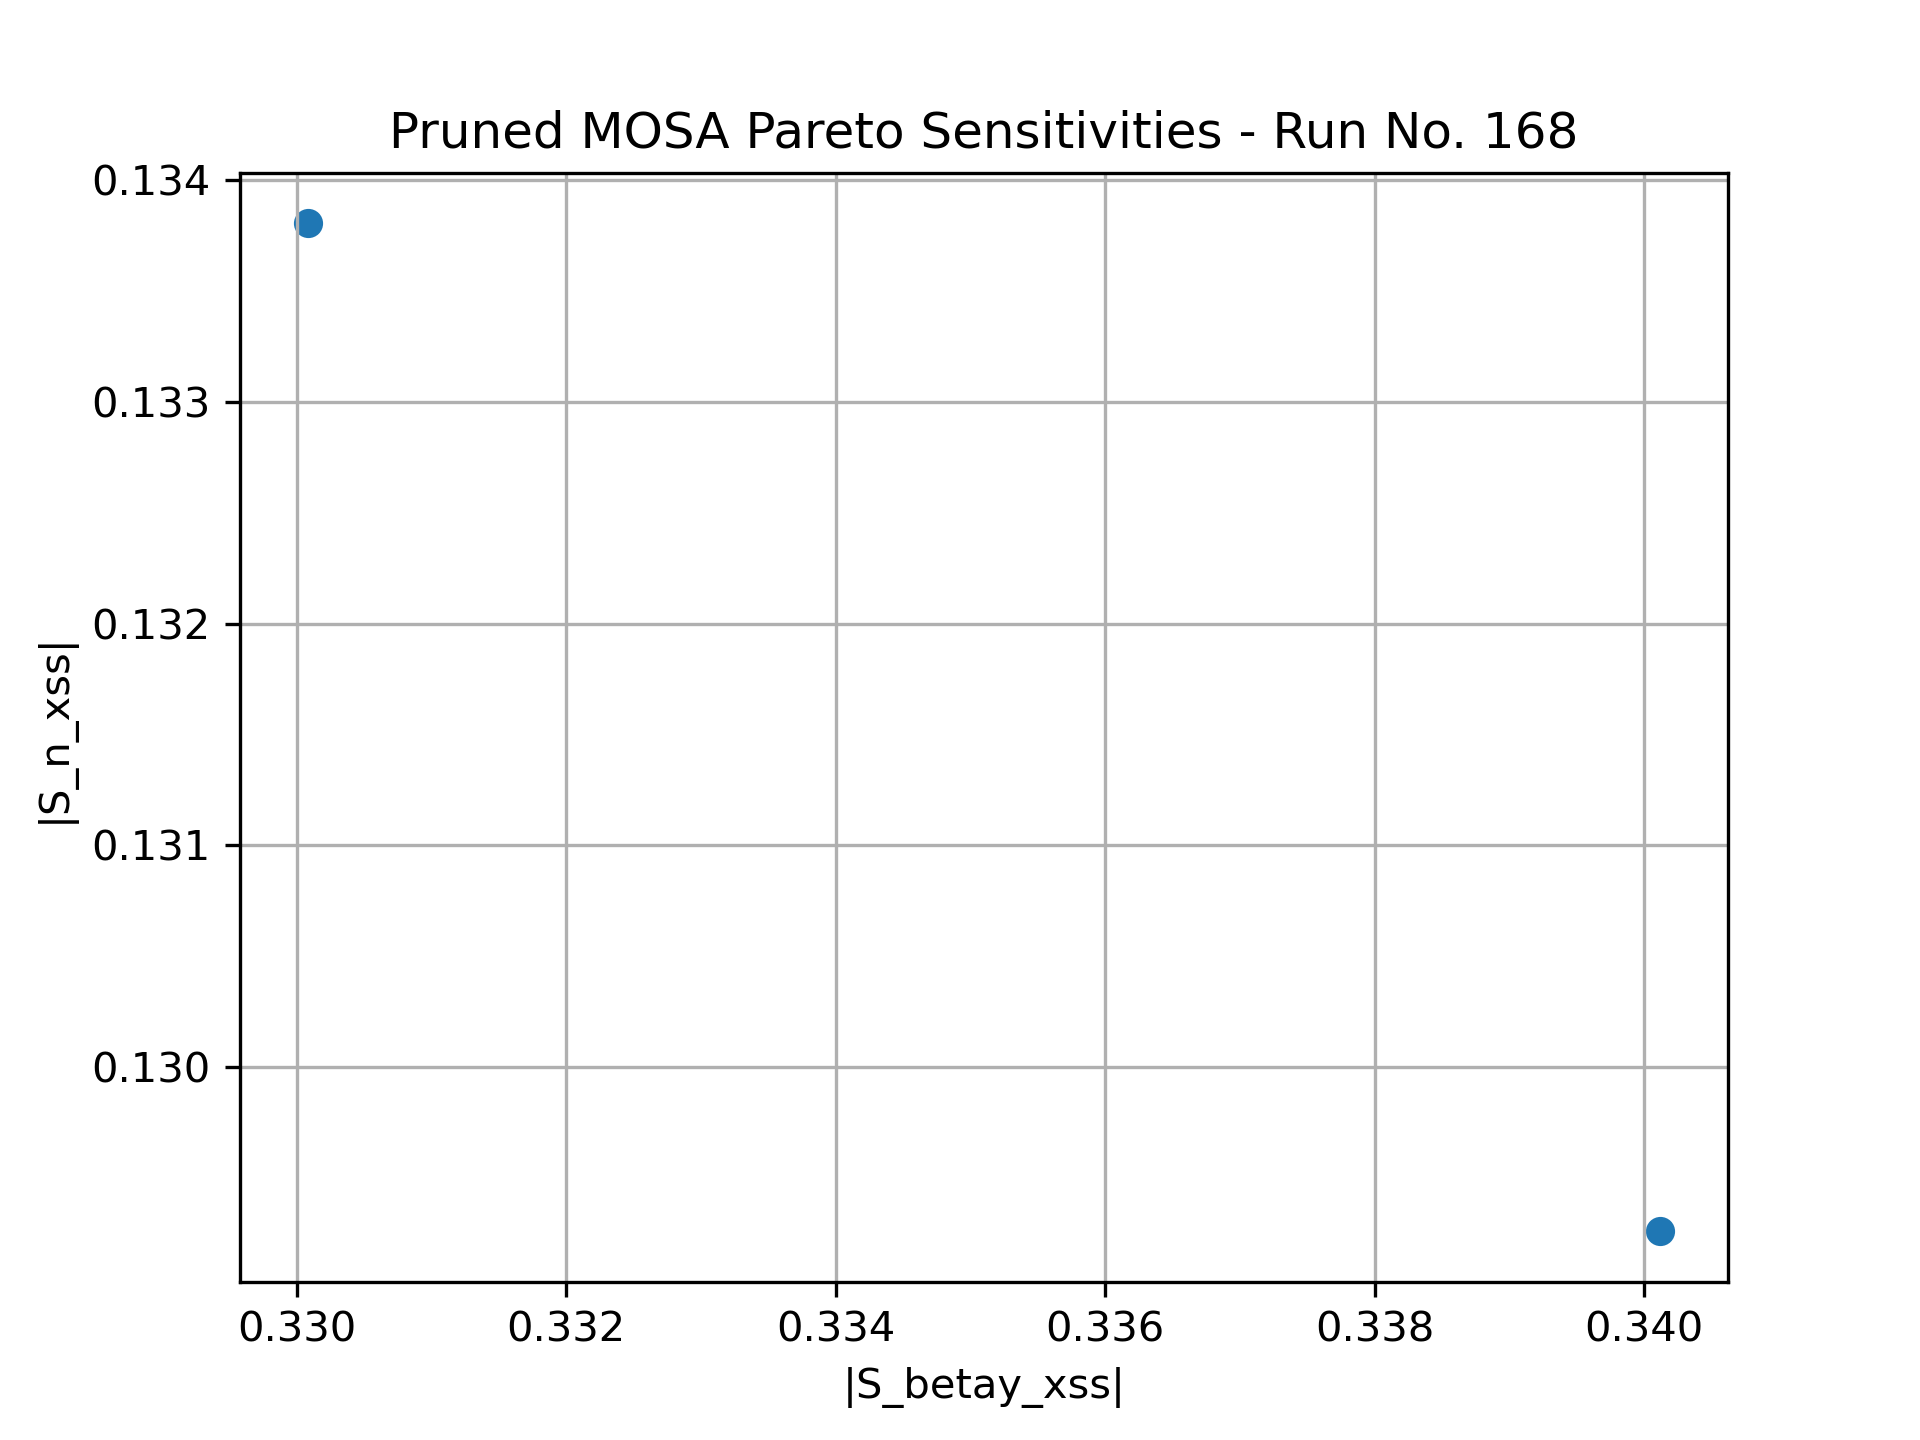 Pruned MOSA Pareto Sensitivities - Run No. 168
0.134
0.133
0.132
0.131
0.130
|S_n_xss|
0.330 0.332 0.334 0.336 0.338 0.340
|S_betay_xss|